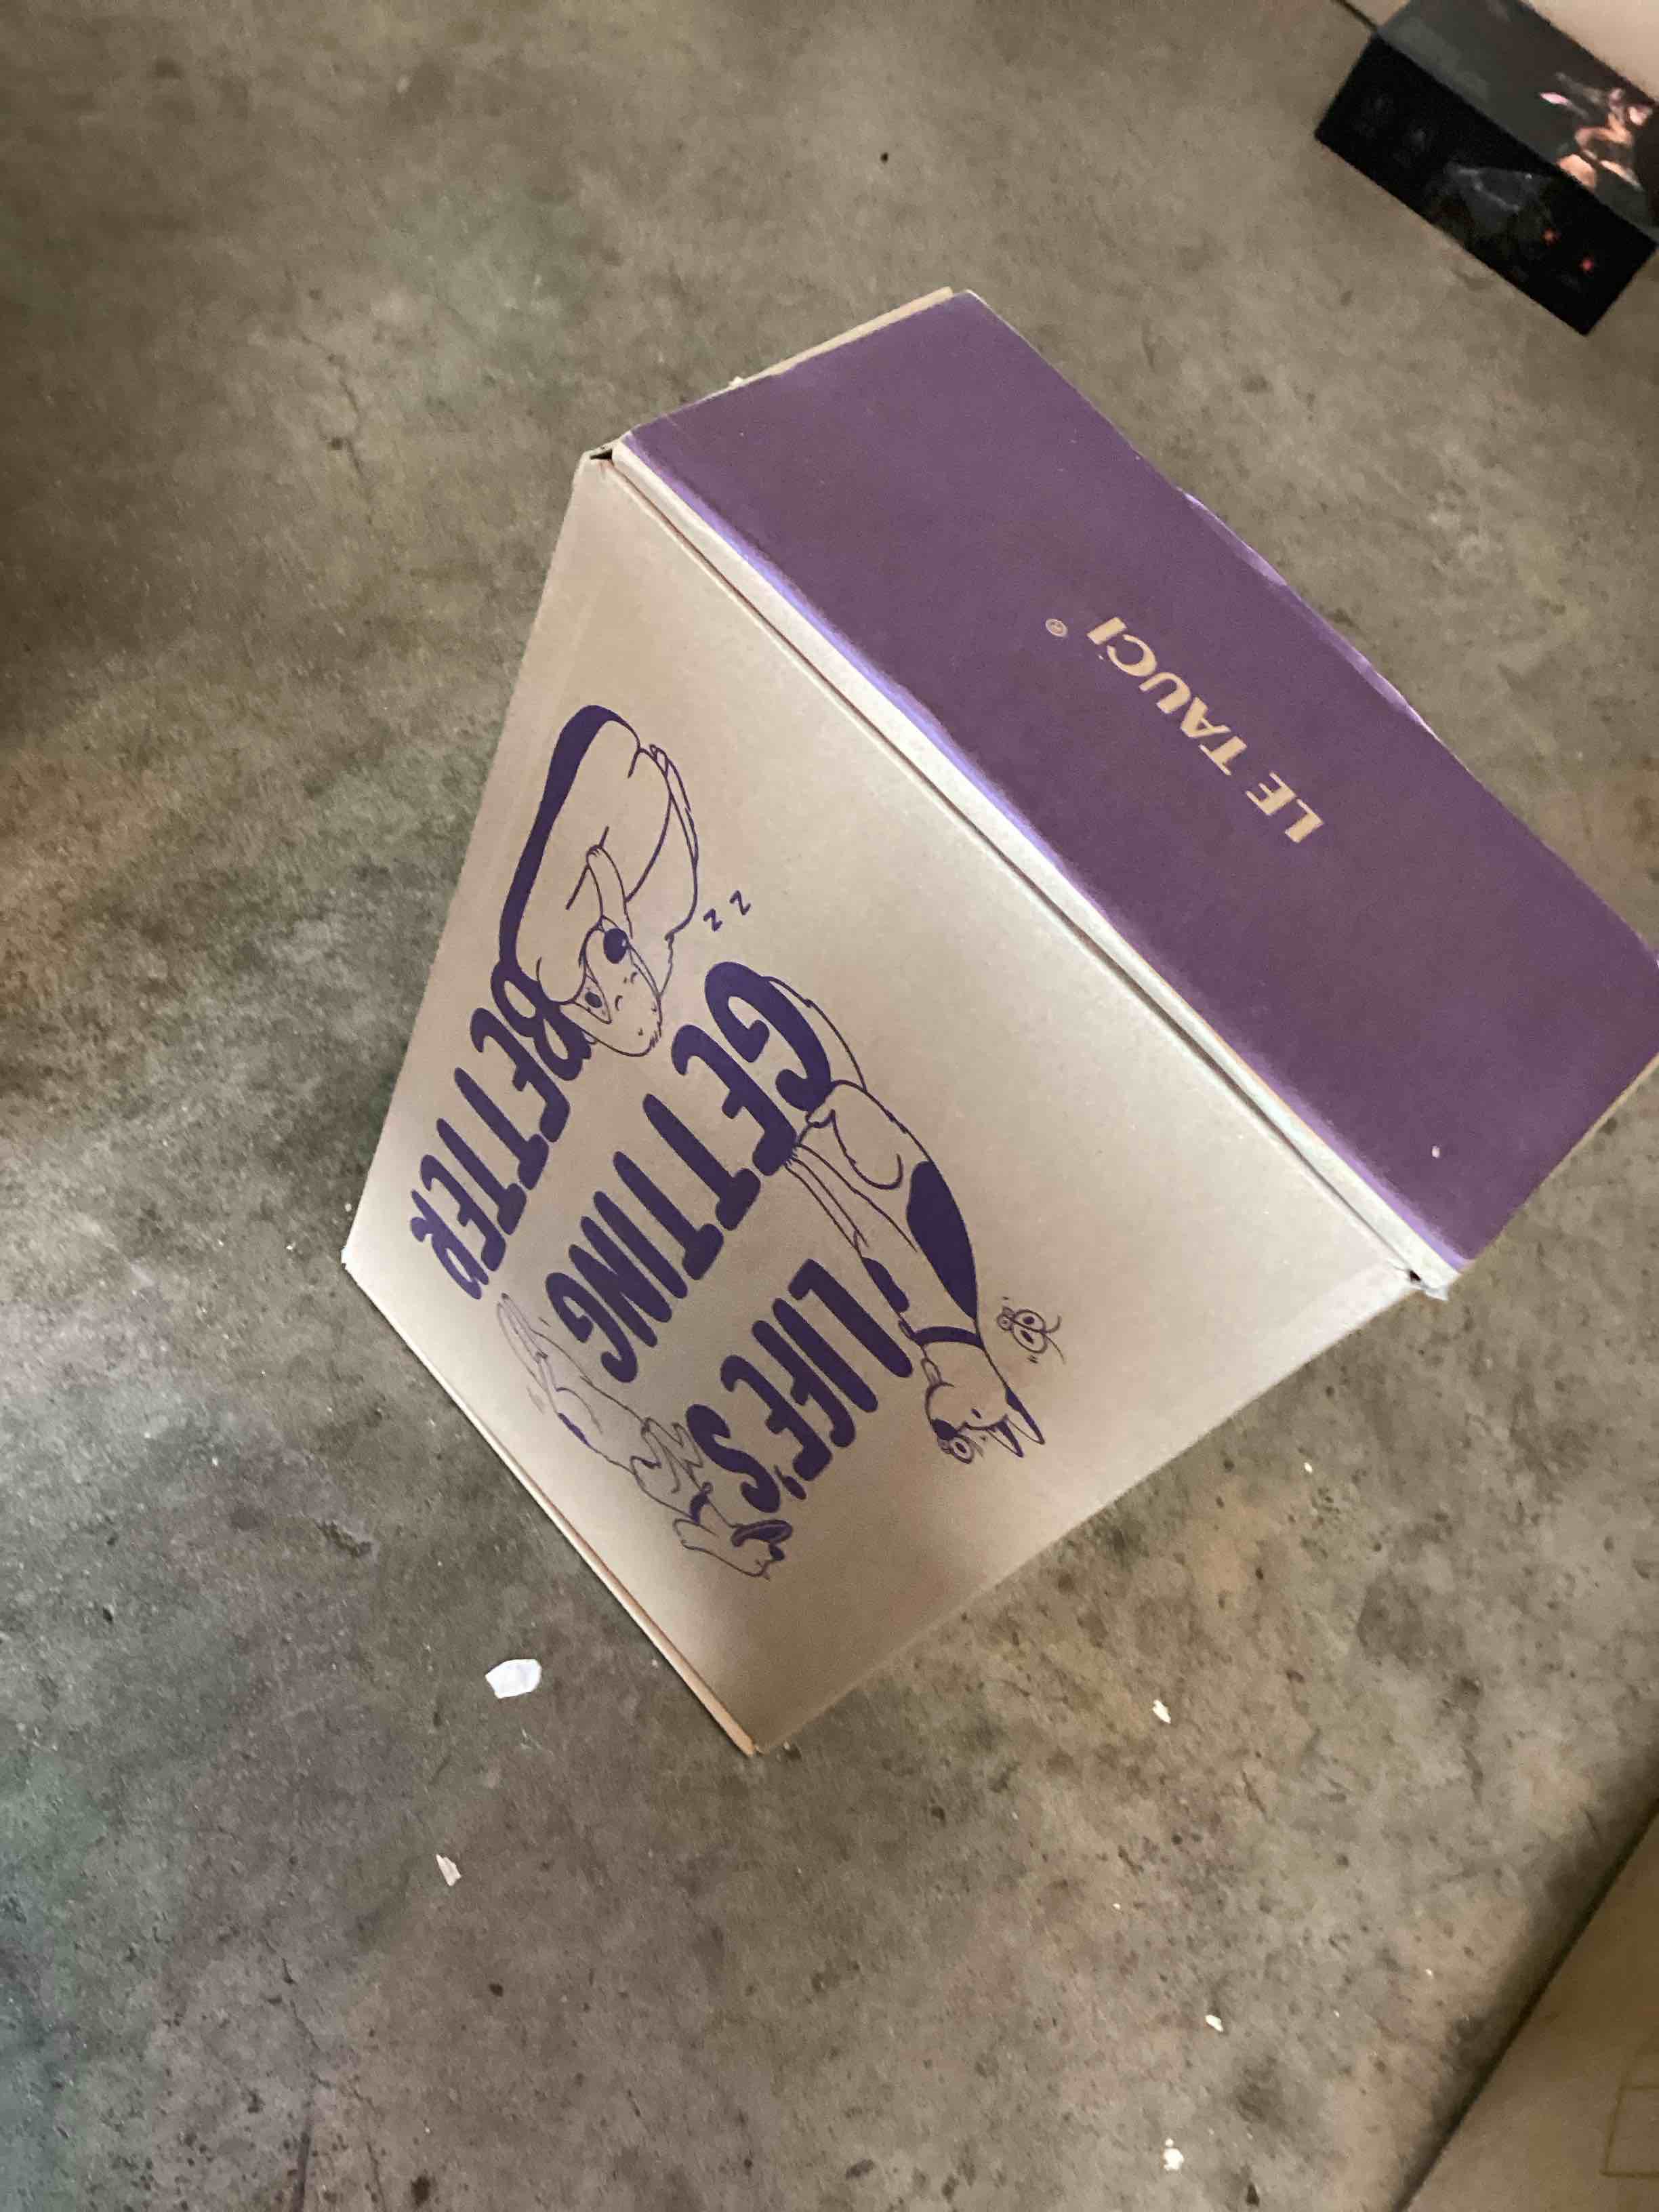 LE TAUCI ®
LIFE'S
GETTING
BETTER
z z